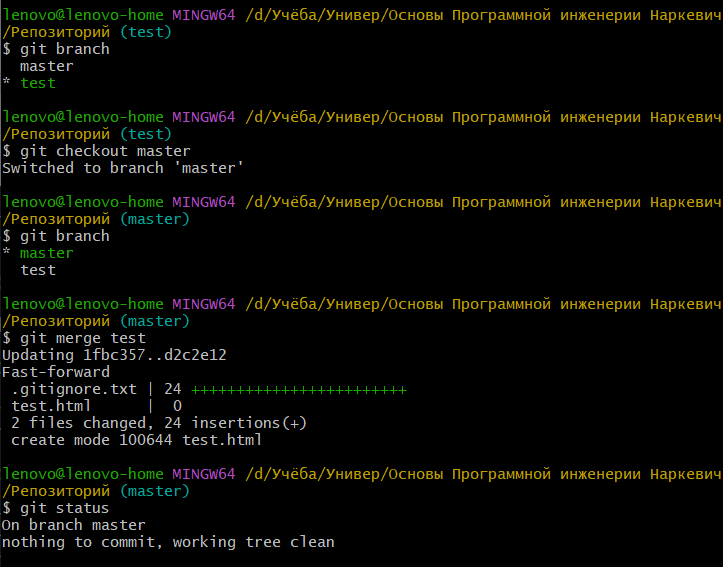 lenovo@lenovo-home MINGW64 /d/Учёба/Универ/Основы Программной инженерии Наркевич
/Репозиторий (test)
$ git branch
  master
* test
lenovo@lenovo-home MINGW64 /d/Учёба/Универ/Основы Программной инженерии Наркевич
/Репозиторий (test)
$ git checkout master
Switched to branch 'master'
lenovo@lenovo-home MINGW64 /d/Учёба/Универ/Основы Программной инженерии Наркевич
/Репозиторий (master)
$ git branch
* master
  test
lenovo@lenovo-home MINGW64 /d/Учёба/Универ/Основы Программной инженерии Наркевич
/Репозиторий (master)
$ git merge test
Updating 1fbc357..d2c2e12
Fast-forward
 .gitignore.txt | 24 ++++++++++++++++++++++++
 test.html      |  0
 2 files changed, 24 insertions(+)
 create mode 100644 test.html
lenovo@lenovo-home MINGW64 /d/Учёба/Универ/Основы Программной инженерии Наркевич
/Репозиторий (master)
$ git status
On branch master
nothing to commit, working tree clean